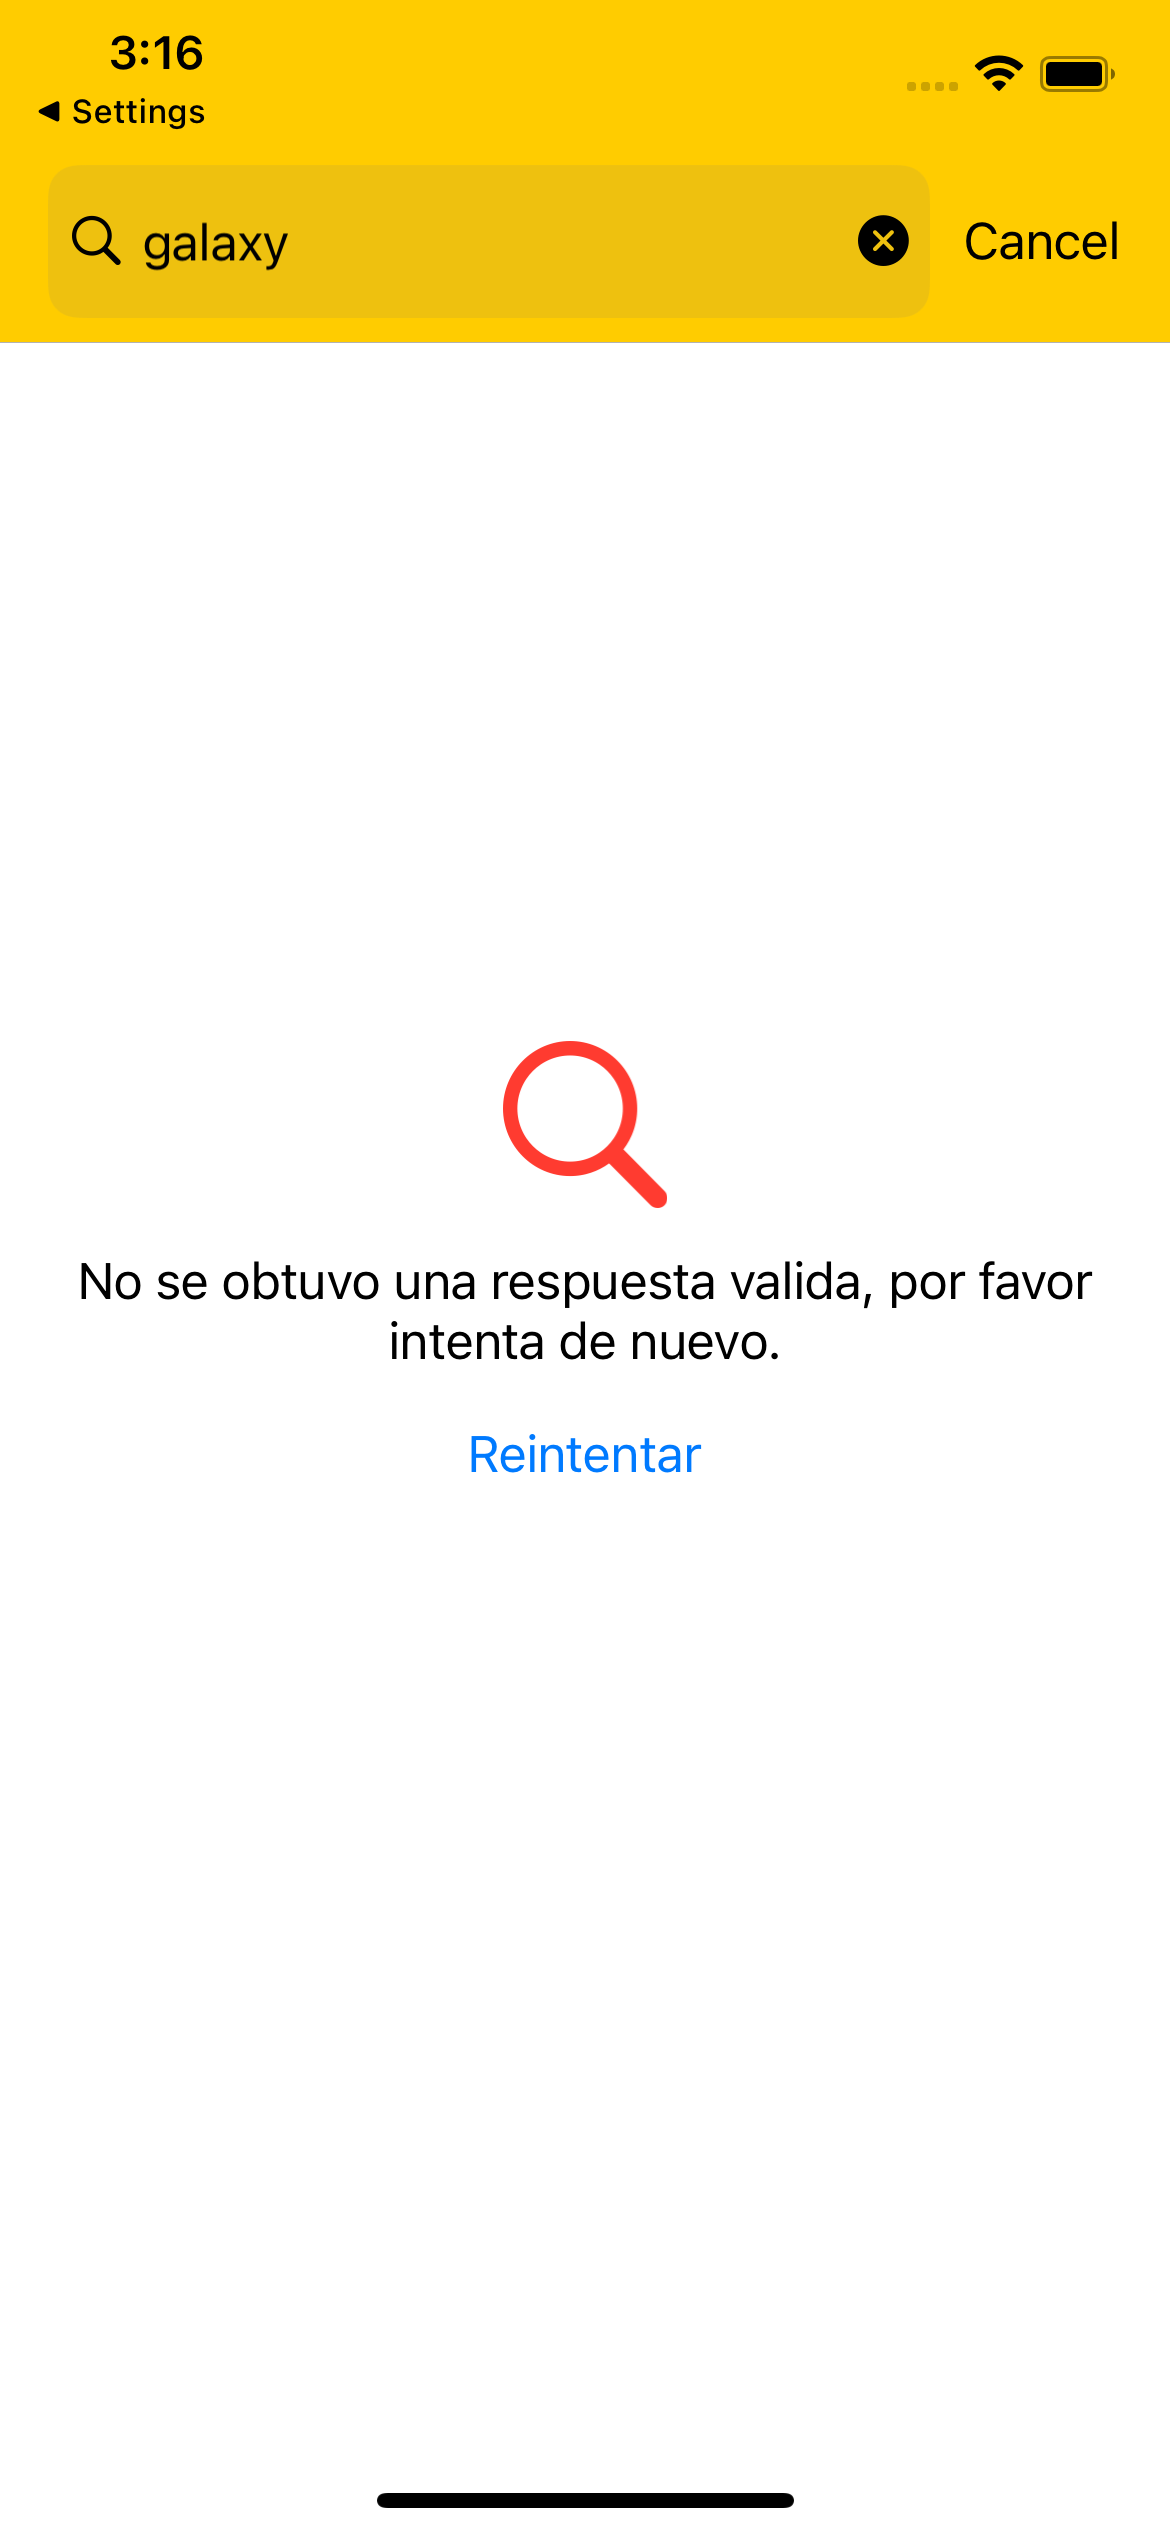 3:16
Settings
galaxy
Cancel
No se obtuvo una respuesta valida, por favor
intenta de nuevo.
Reintentar